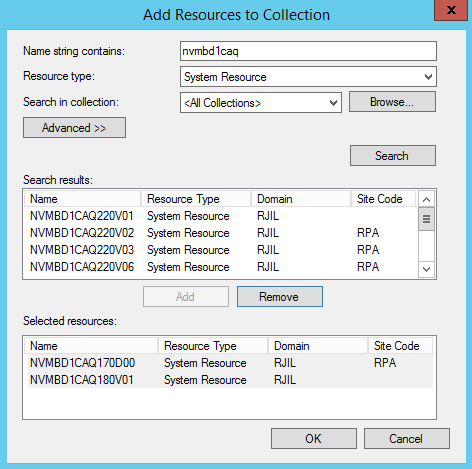 Add Resources to Collection
x
Name string contains: nvmbd1caq
Resource type: System Resource
Search in collection: <All Collections> Browse...
Advanced >>
Search
Search results:
Name Resource Type Domain Site Code
NVMBD1CAQ220V01 System Resource RJIL
NVMBD1CAQ220V02 System Resource RJIL RPA
NVMBD1CAQ220V03 System Resource RJIL RPA
NVMBD1CAQ220V06 System Resource RJIL RPA
Add Remove
Selected resources:
Name Resource Type Domain Site Code
NVMBD1CAQ170D00 System Resource RJIL RPA
NVMBD1CAQ180V01 System Resource RJIL
OK Cancel